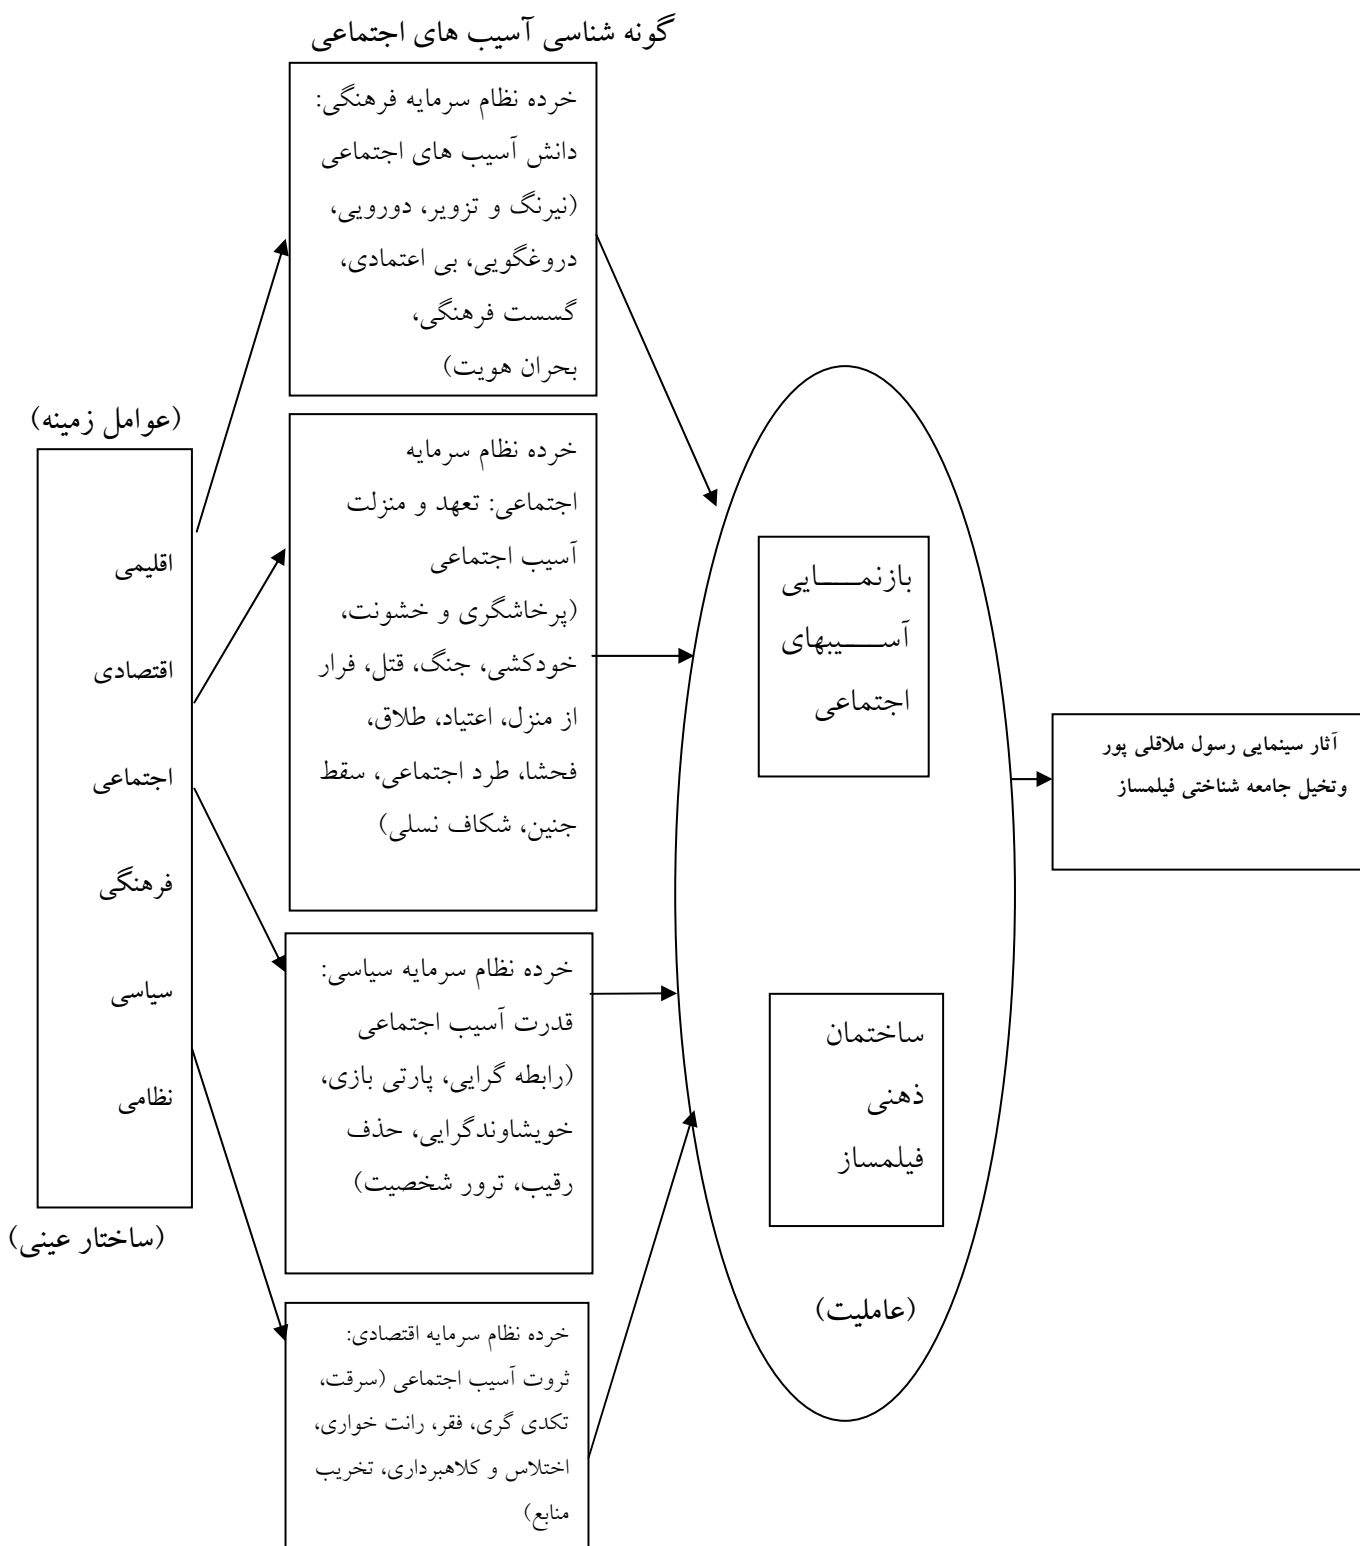 گونه شناسی آسیب های اجتماعی
خرده نظام سرمایه فرهنگی:
دانش آسیب های اجتماعی
(نیرنگ و تزویر، دورویی،
دروغگویی، بی اعتمادی،
گسست فرهنگی،
بحران هویت)
(عوامل زمینه)
اقلیمی
اقتصادی
اجتماعی
فرهنگی
سیاسی
نظامی
(ساختار عینی)
خرده نظام سرمایه
اجتماعی: تعهد و منزلت
آسیب اجتماعی
(پرخاشگری و خشونت،
خودکشی، جنگ، قتل، فرار
از منزل، اعتیاد، طلاق،
فحشا، طرد اجتماعی، سقط
جنین، شکاف نسلی)
خرده نظام سرمایه سیاسی:
قدرت آسیب اجتماعی
(رابطه گرایی، پارتی بازی،
خویشاوندگرایی، حذف
رقیب، ترور شخصیت)
خرده نظام سرمایه اقتصادی:
ثروت آسیب اجتماعی (سرقت،
تکدی گری، فقر، رانت خواری،
اختلاس و کلاهبرداری، تخریب
منابع)
بازنمـــــایی
آســـــیبهای
اجتماعی
ساختمان
ذهنی
فیلمساز
(عاملیت)
آثار سینمایی رسول ملاقلی پور
وتخیل جامعه شناختی فیلمساز